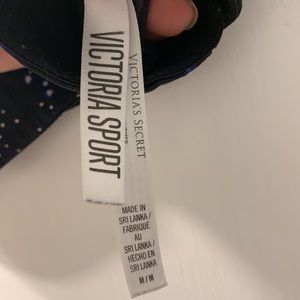 VICTORIA SPORT
VICTORIA'S SECRET
MADE IN
SRI LANKA /
FABRIQUÉ
AU
SRI LANKA /
HECHO EN
SRI LANKA
M / M